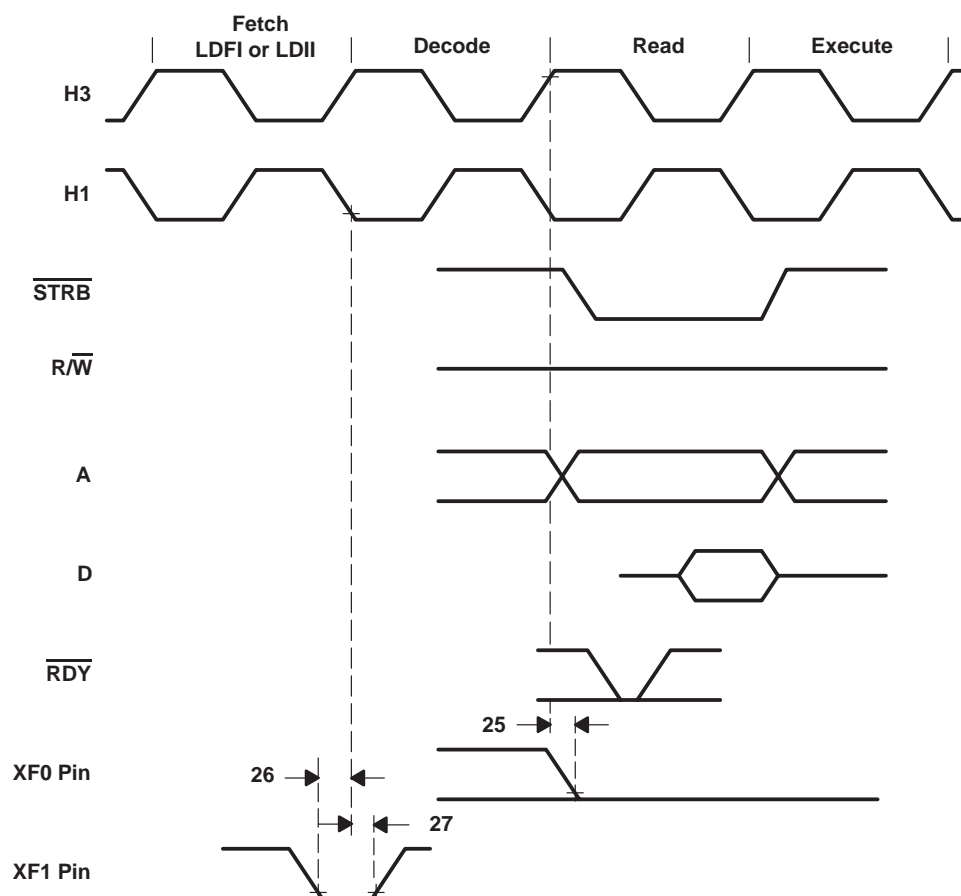 Fetch
LDFI or LDII
Decode
Read
Execute
H3
H1
STRB
R/W
A
D
RDY
25
XF0 Pin
26
27
XF1 Pin